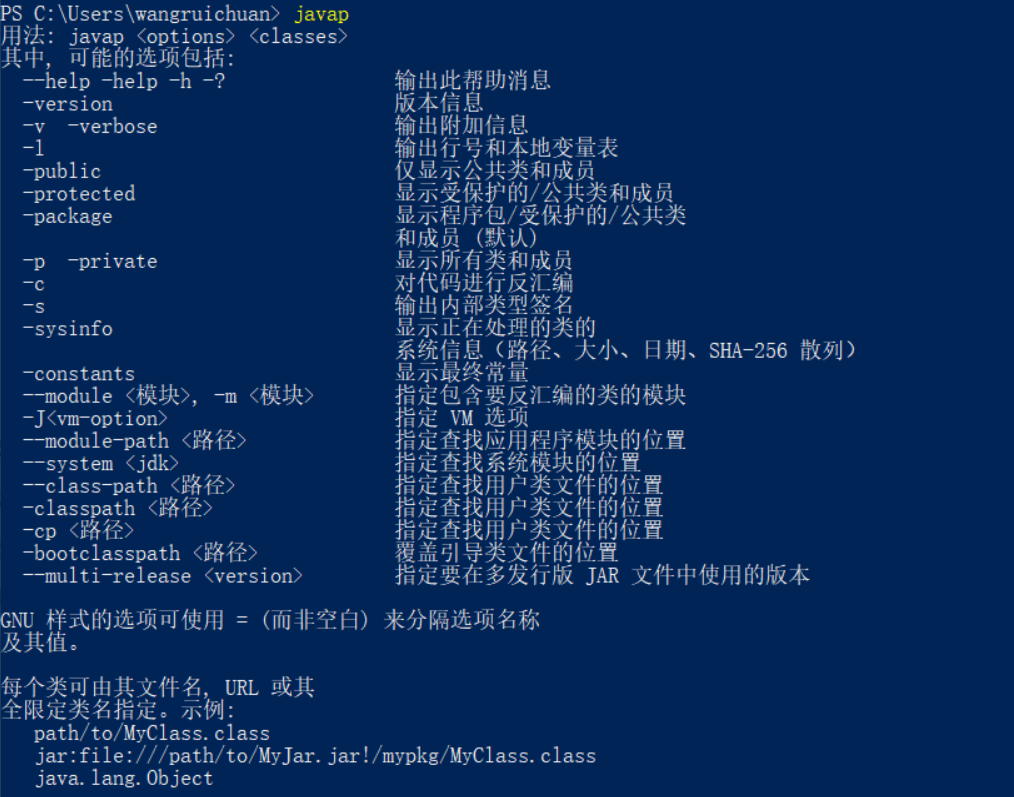 PS C:\Users\wangruichuan> javap
用法: javap <options> <classes>
其中, 可能的选项包括:
  --help -help -h -?               输出此帮助消息
  -version                         版本信息
  -v  -verbose                     输出附加信息
  -l                               输出行号和本地变量表
  -public                          仅显示公共类和成员
  -protected                       显示受保护的/公共类和成员
  -package                         显示程序包/受保护的/公共类
                                   和成员 (默认)
  -p  -private                     显示所有类和成员
  -c                               对代码进行反汇编
  -s                               输出内部类型签名
  -sysinfo                         显示正在处理的类的
                                   系统信息（路径、大小、日期、SHA-256 散列）
  -constants                       显示最终常量
  --module <模块>, -m <模块>       指定包含要反汇编的类的模块
  -J<vm-option>                    指定 VM 选项
  --module-path <路径>             指定查找应用程序模块的位置
  --system <jdk>                   指定查找系统模块的位置
  --class-path <路径>              指定查找用户类文件的位置
  -classpath <路径>                指定查找用户类文件的位置
  -cp <路径>                       指定查找用户类文件的位置
  -bootclasspath <路径>            覆盖引导类文件的位置
  --multi-release <version>        指定要在多发行版 JAR 文件中使用的版本

GNU 样式的选项可使用 = (而非空白) 来分隔选项名称
及其值。

每个类可由其文件名, URL 或其
全限定类名指定。示例:
   path/to/MyClass.class
   jar:file:///path/to/MyJar.jar!/mypkg/MyClass.class
   java.lang.Object